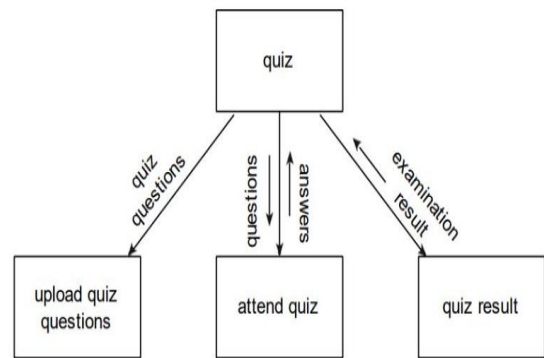 quiz
quiz
questions
questions
answers
examination
result
upload quiz
questions
attend quiz
quiz result